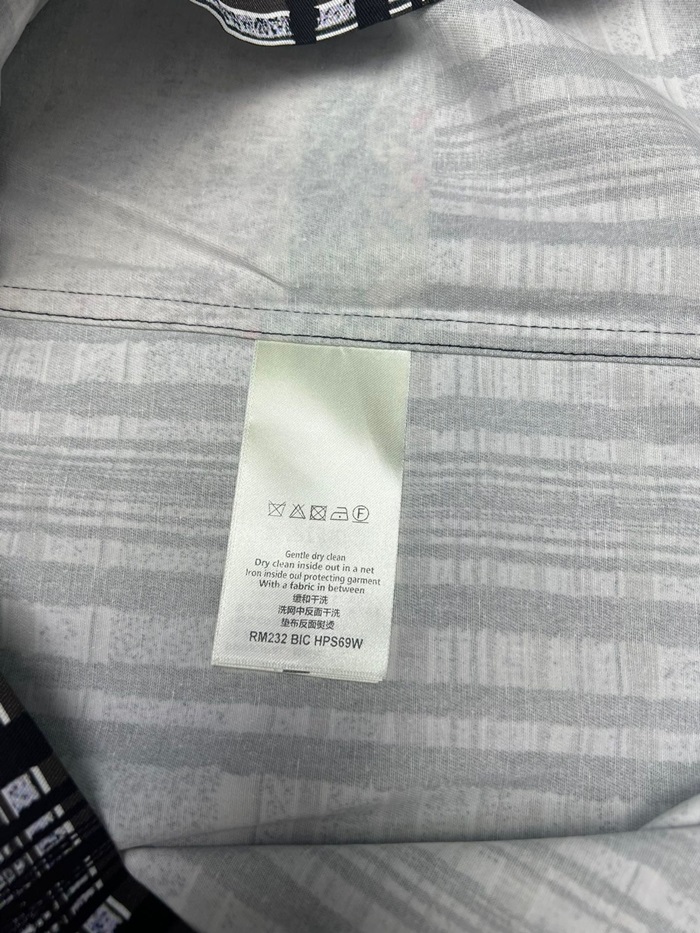 F
Gentle dry clean
Dry clean inside out in a net
Iron inside out protecting garment
With a fabric in between
缓和干洗
洗网中反面干洗
垫布反面熨烫
RM232 BIC HPS69W